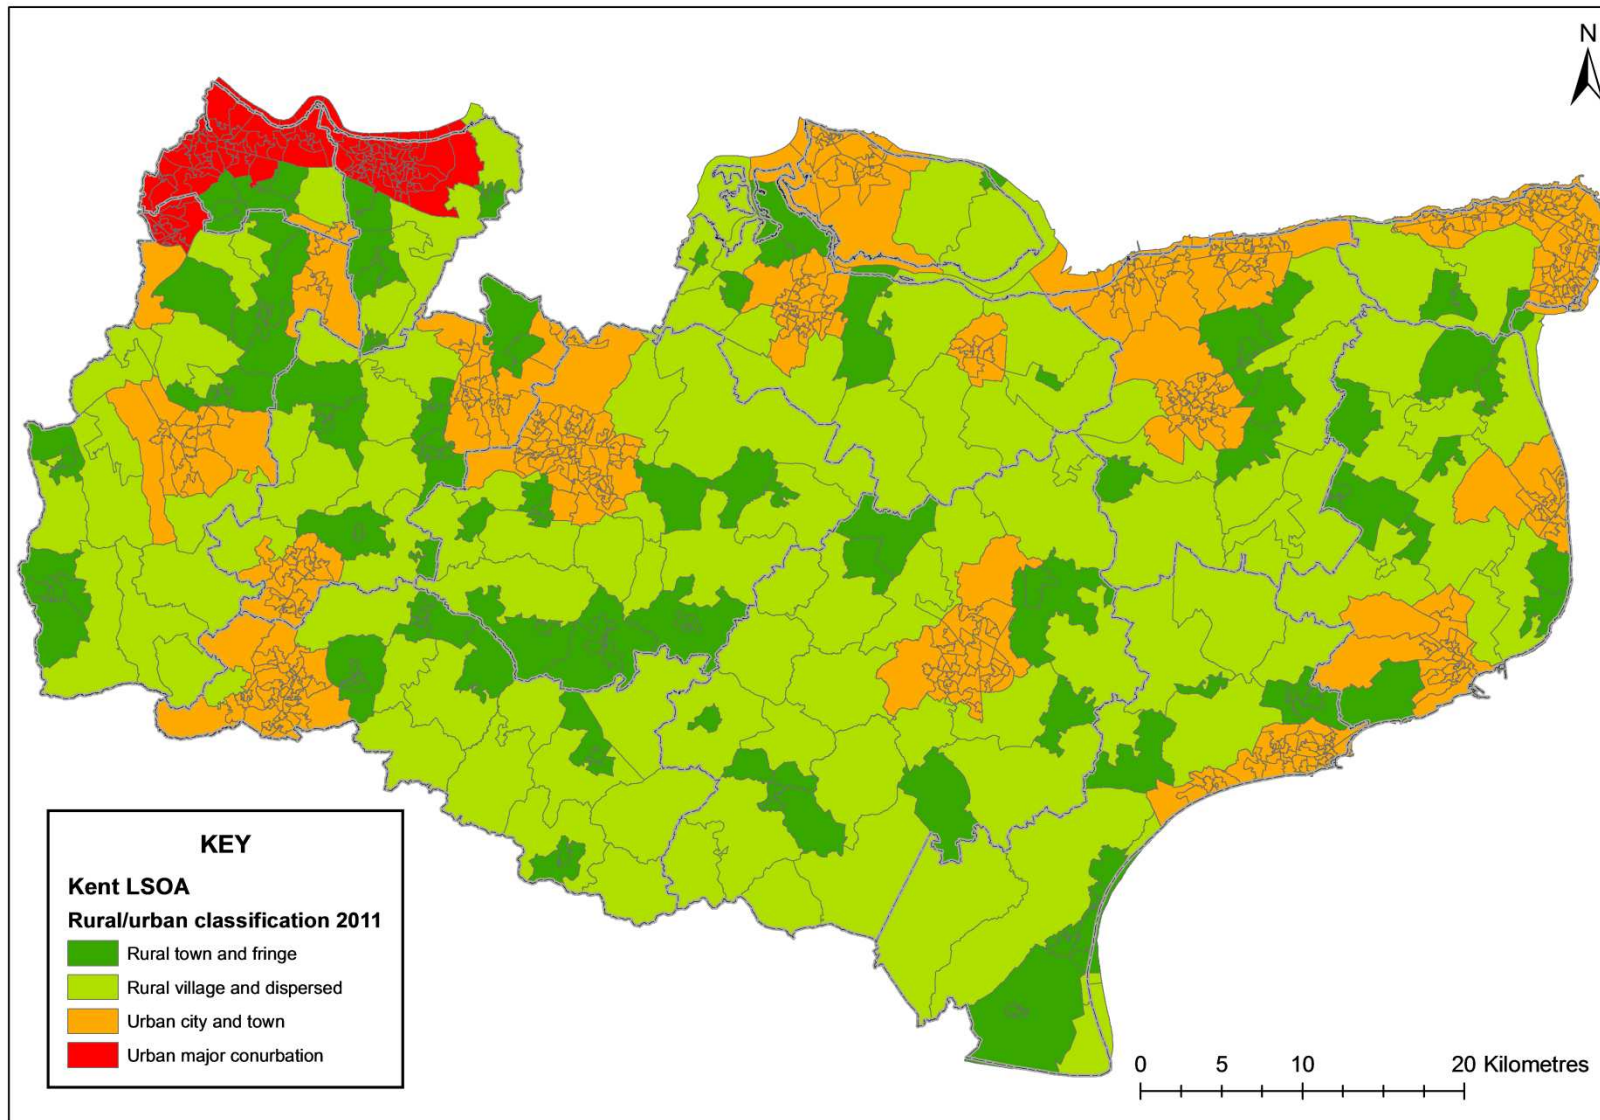 N
KEY
Kent LSOA
Rural/urban classification 2011
Rural town and fringe
Rural village and dispersed
Urban city and town
Urban major conurbation
0 5 10 20 Kilometres